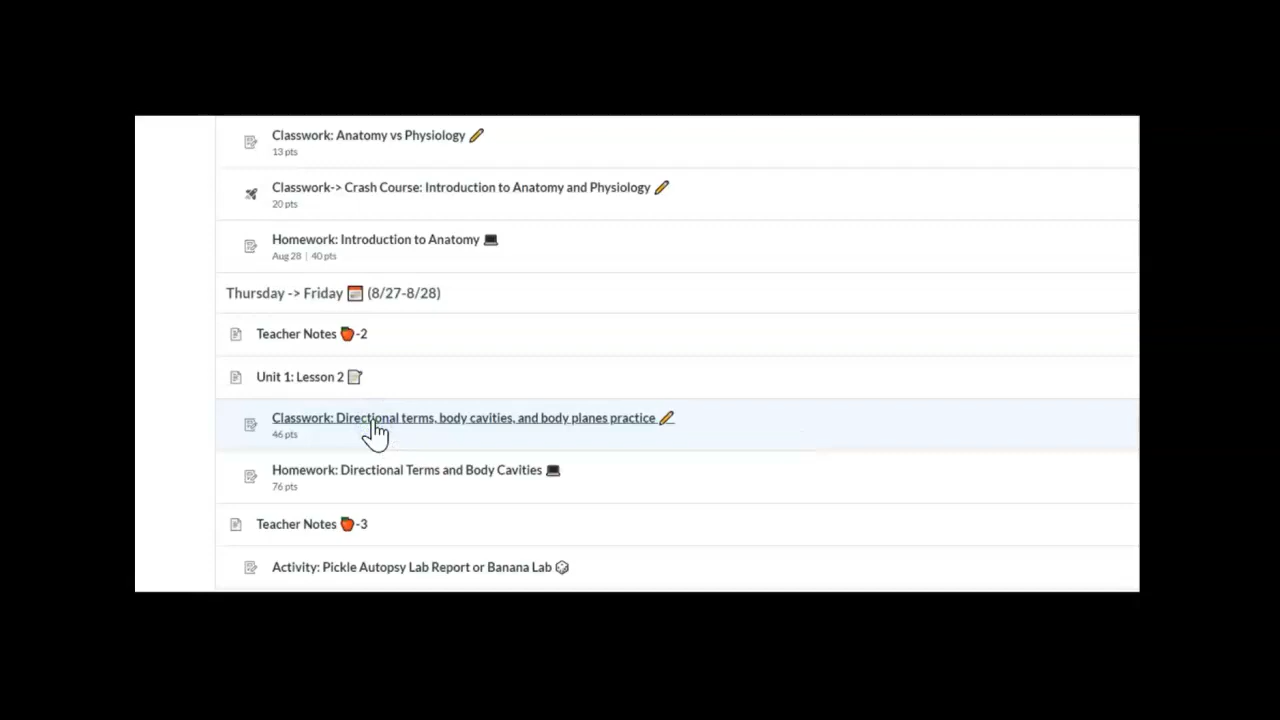 Classwork: Anatomy vs Physiology ✏️
13 pts
Classwork-> Crash Course: Introduction to Anatomy and Physiology ✏️
20 pts
Homework: Introduction to Anatomy 💻
Aug 28 | 40 pts
Thursday -> Friday 📅 (8/27-8/28)
Teacher Notes 🍎-2
Unit 1: Lesson 2 📝
Classwork: Directional terms, body cavities, and body planes practice ✏️
46 pts
Homework: Directional Terms and Body Cavities 💻
76 pts
Teacher Notes 🍎-3
Activity: Pickle Autopsy Lab Report or Banana Lab 🎲